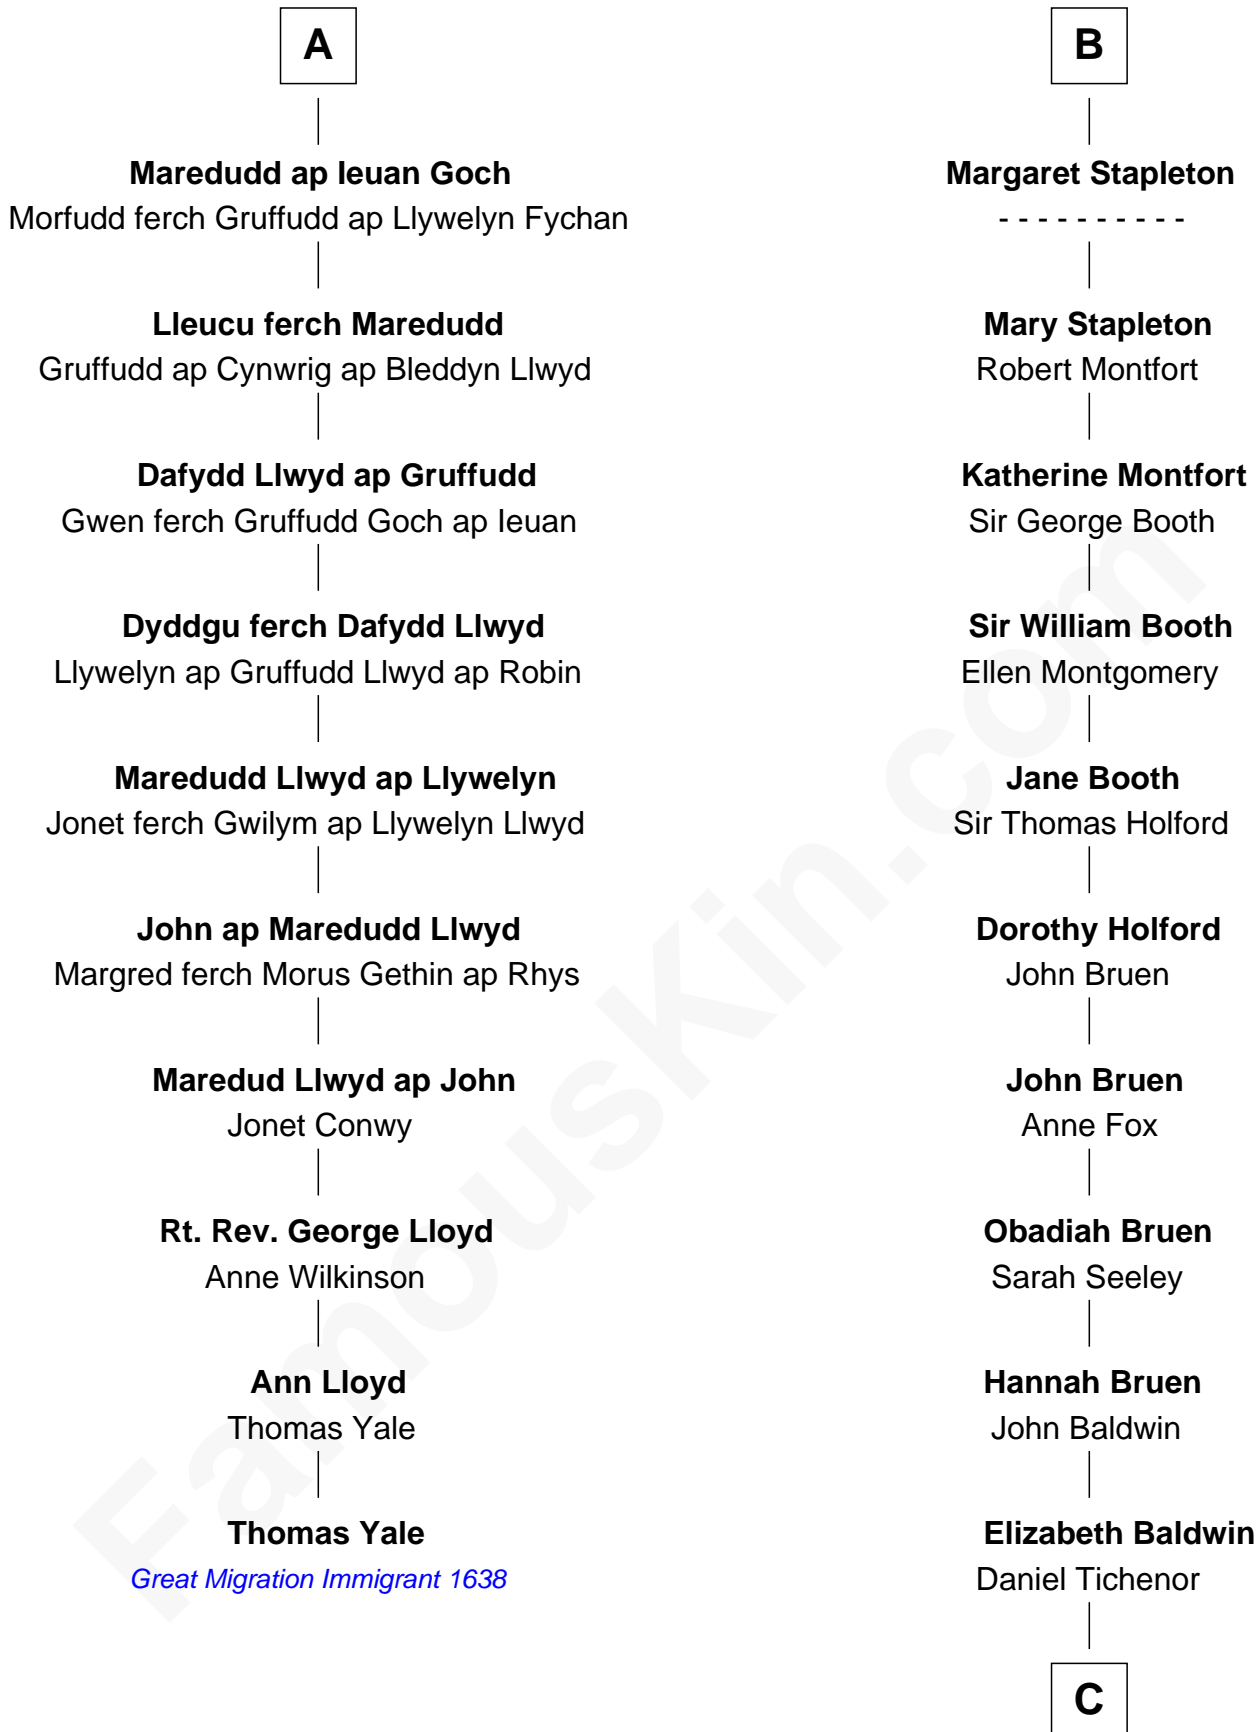 A
Maredudd ap Ieuan Goch
Morfudd ferch Gruffudd ap Llywelyn Fychan
Lleucu ferch Maredudd
Gruffudd ap Cynwrig ap Bleddyn Llwyd
Dafydd Llwyd ap Gruffudd
Gwen ferch Gruffudd Goch ap Ieuan
Dyddgu ferch Dafydd Llwyd
Llywelyn ap Gruffudd Llwyd ap Robin
Maredudd Llwyd ap Llywelyn
Jonet ferch Gwilym ap Llywelyn Llwyd
John ap Maredudd Llwyd
Margred ferch Morus Gethin ap Rhys
Maredud Llwyd ap John
Jonet Conwy
Rt. Rev. George Lloyd
Anne Wilkinson
Ann Lloyd
Thomas Yale
Thomas Yale
Great Migration Immigrant 1638
B
Margaret Stapleton
- - - - - - - - - -
Mary Stapleton
Robert Montfort
Katherine Montfort
Sir George Booth
Sir William Booth
Ellen Montgomery
Jane Booth
Sir Thomas Holford
Dorothy Holford
John Bruen
John Bruen
Anne Fox
Obadiah Bruen
Sarah Seeley
Hannah Bruen
John Baldwin
Elizabeth Baldwin
Daniel Tichenor
C
FamousKin.com